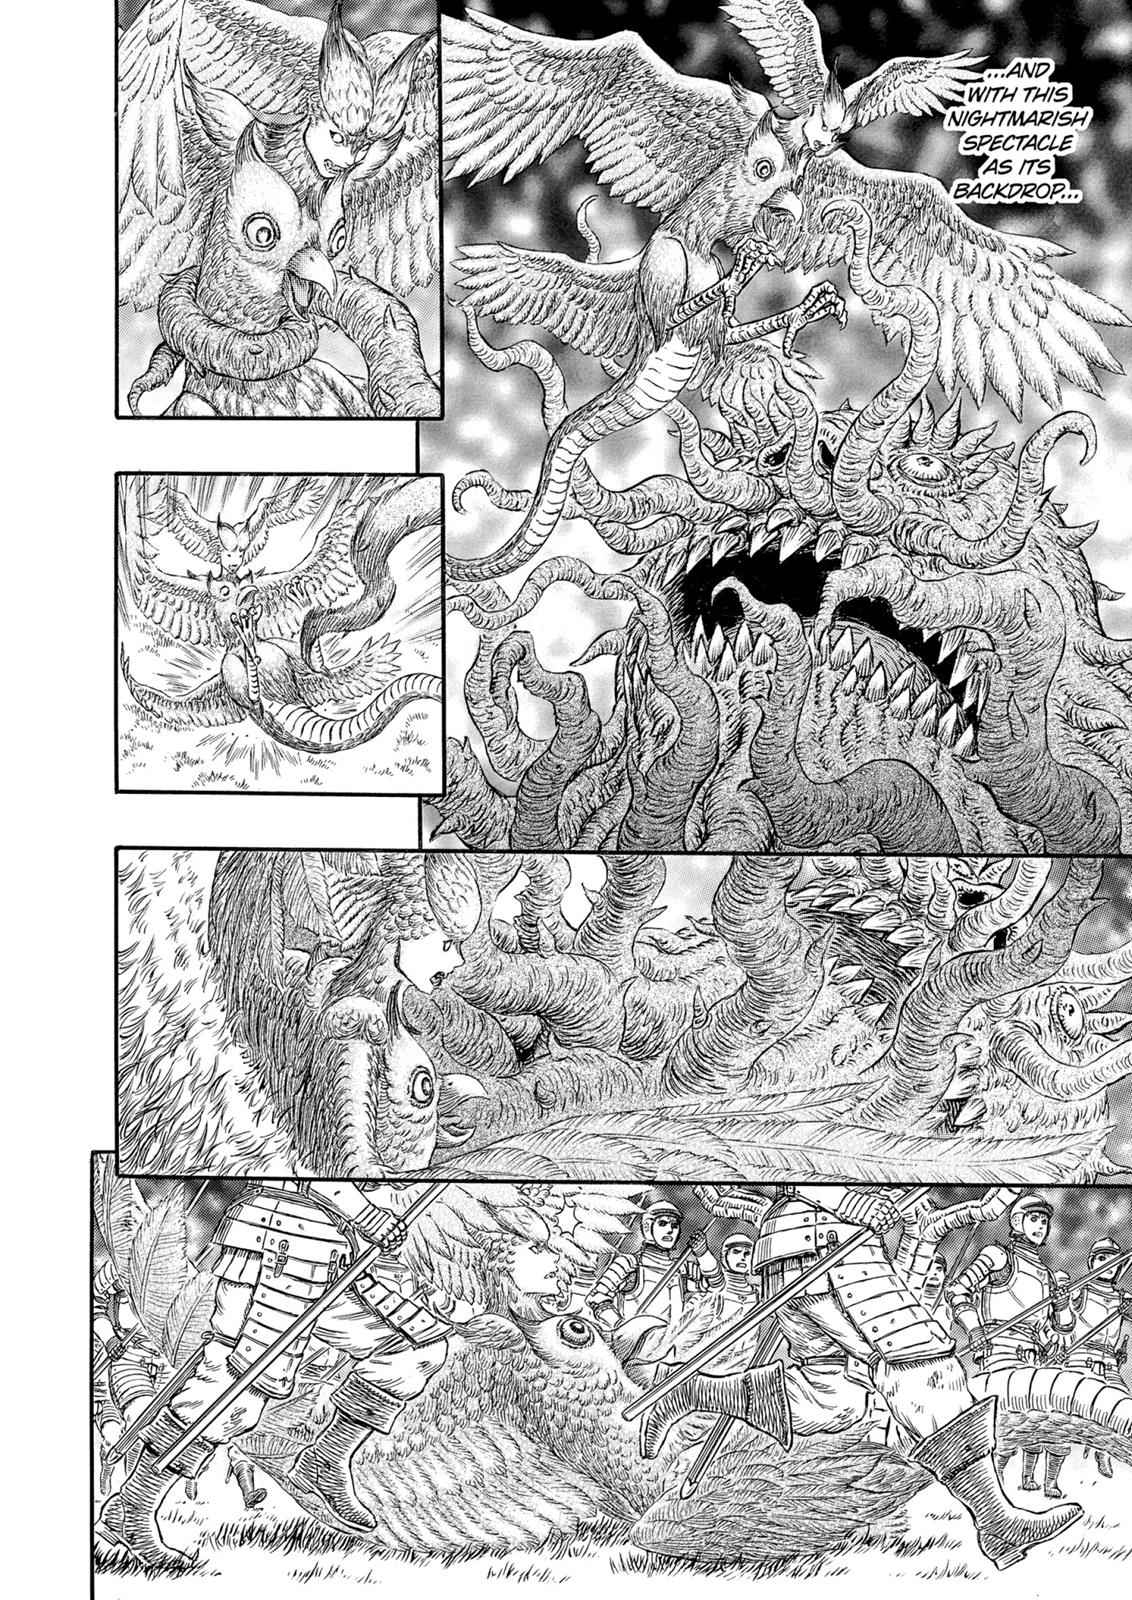 ...AND
WITH THIS
NIGHTMARISH
SPECTACLE
AS ITS
BACKDROP...